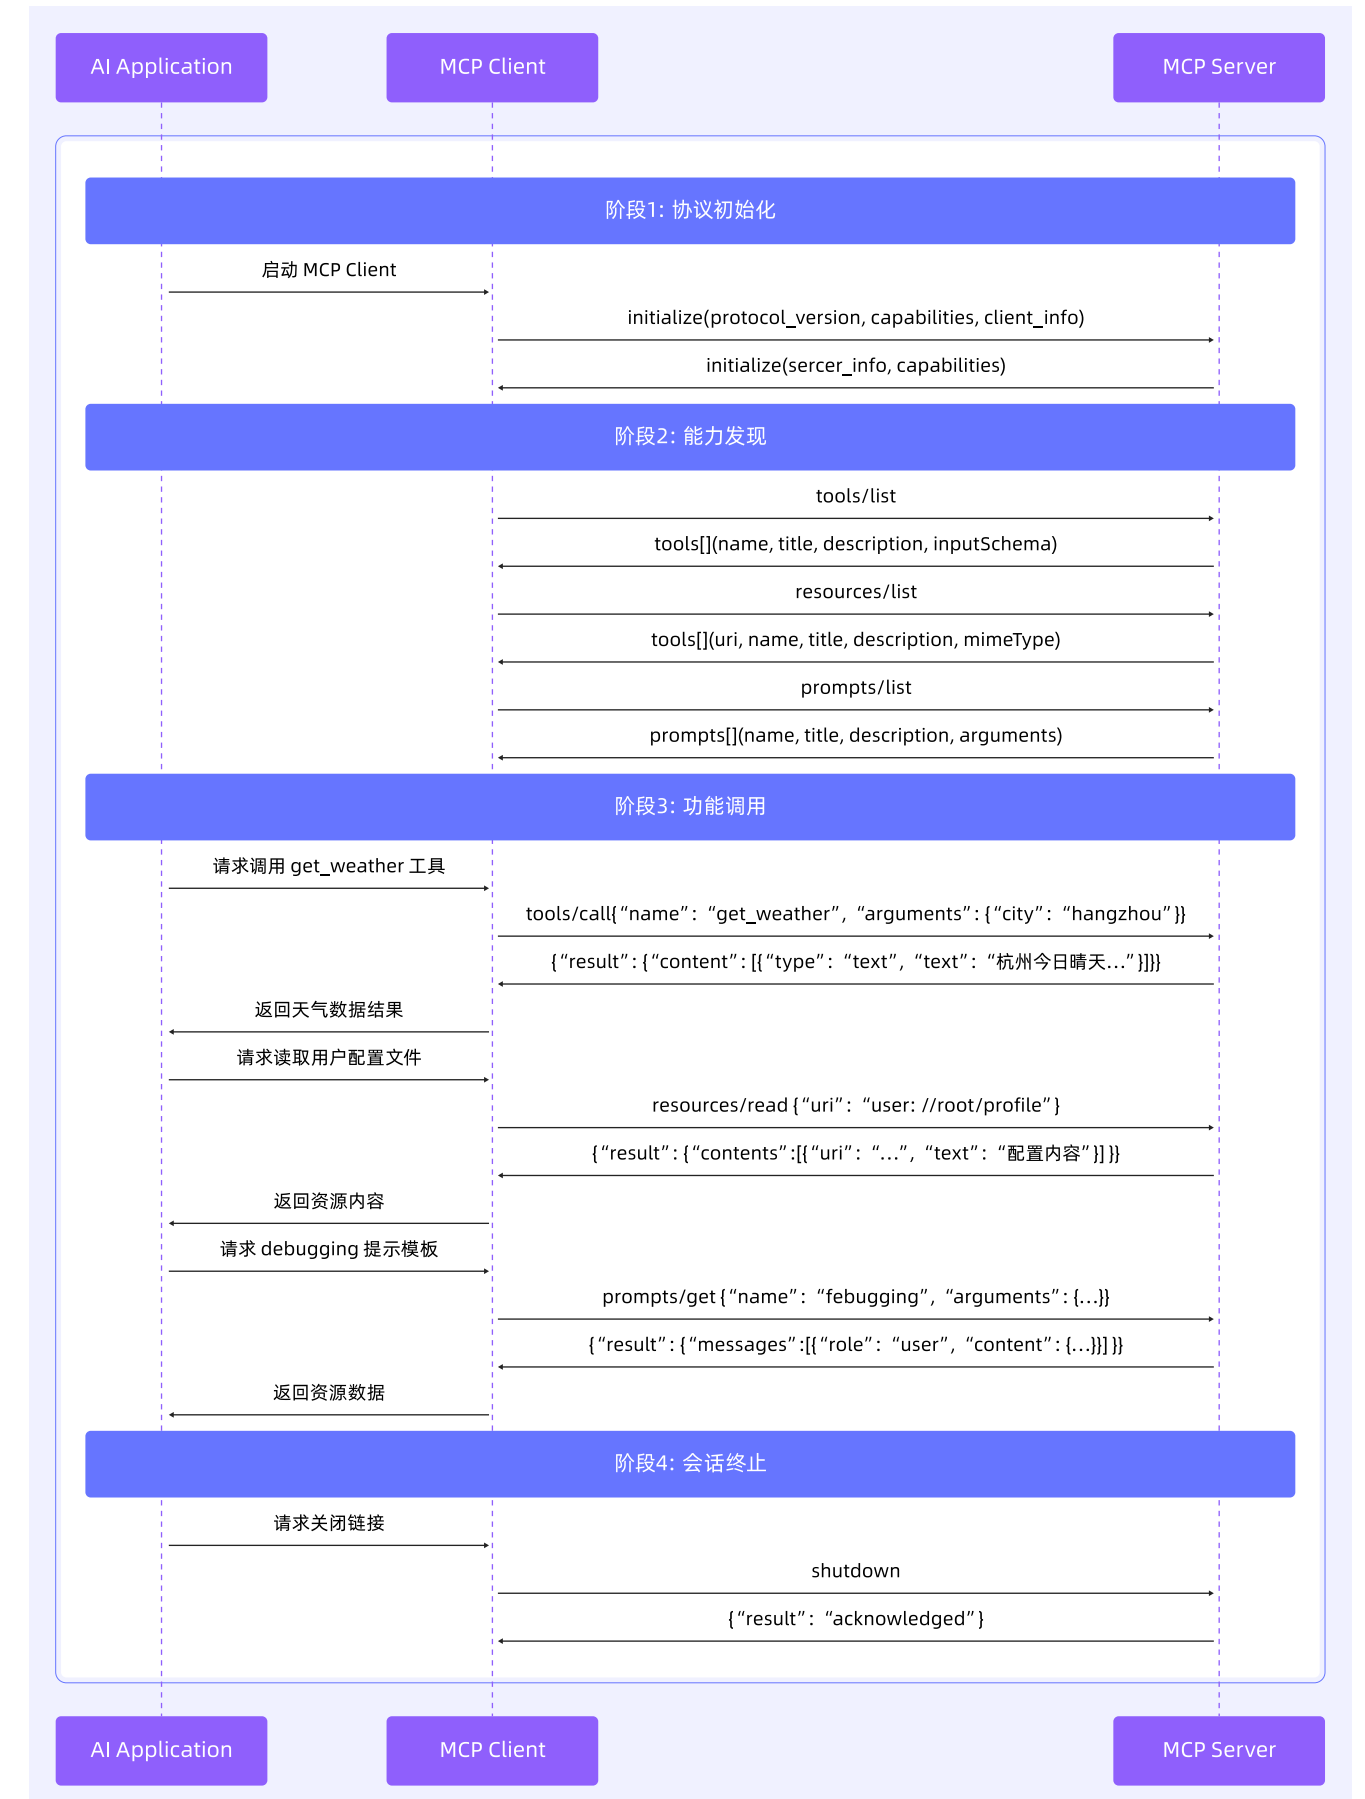 AI Application
MCP Client
MCP Server
阶段1: 协议初始化
启动 MCP Client
initialize(protocol_version, capabilities, client_info)
initialize(sercer_info, capabilities)
阶段2: 能力发现
tools/list
tools[](name, title, description, inputSchema)
resources/list
tools[](uri, name, title, description, mimeType)
prompts/list
prompts[](name, title, description, arguments)
阶段3: 功能调用
请求调用 get_weather 工具
tools/call{“name”: “get_weather”, “arguments”: {“city”: “hangzhou”}}
{“result”: {“content”: [{“type”: “text”, “text”: “杭州今日晴天...”}]}}
返回天气数据结果
请求读取用户配置文件
resources/read {“uri”: “user: //root/profile”}
{“result”: {“contents”:[{“uri”: “...”, “text”: “配置内容”}] }}
返回资源内容
请求 debugging 提示模板
prompts/get {“name”: “febugging”, “arguments”: {...}}
{“result”: {“messages”:[{“role”: “user”, “content”: {...}}] }}
返回资源数据
阶段4: 会话终止
请求关闭链接
shutdown
{“result”: “acknowledged”}
AI Application
MCP Client
MCP Server